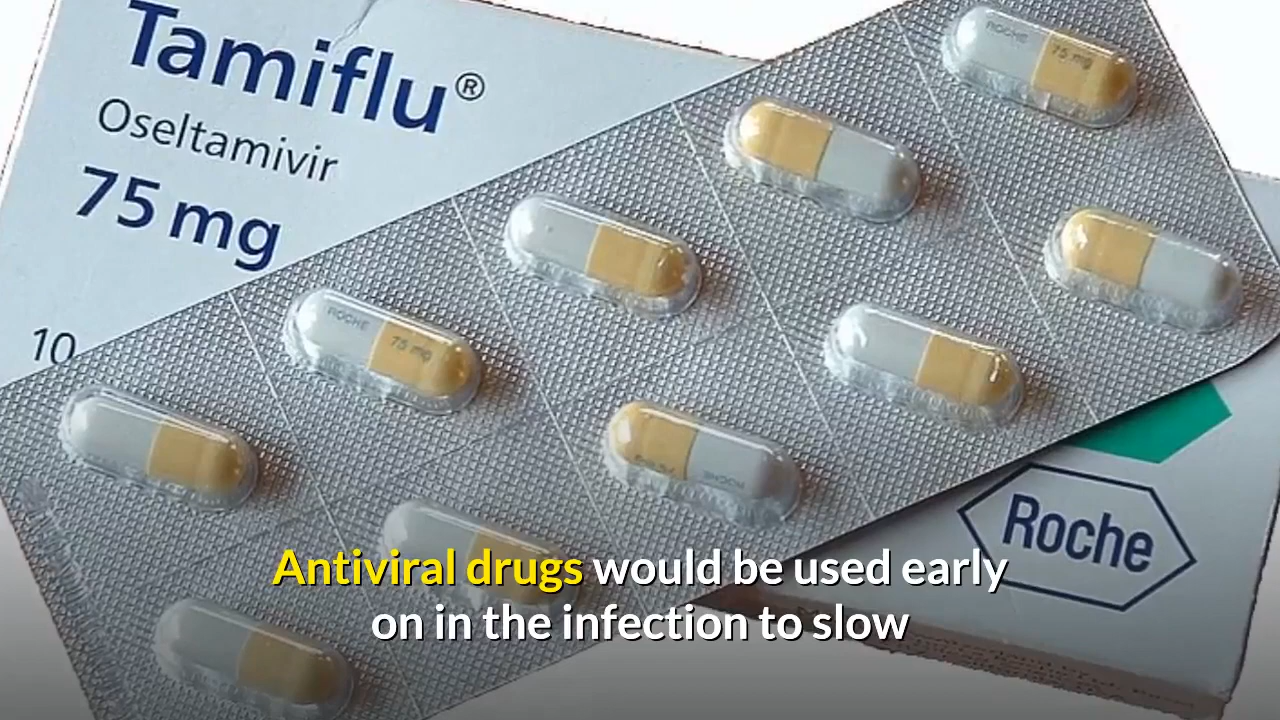 Tamiflu®
Oseltamivir
75 mg
10
ROCHE
75 mg
ROCHE
75 mg
Roche
Antiviral drugs would be used early
on in the infection to slow